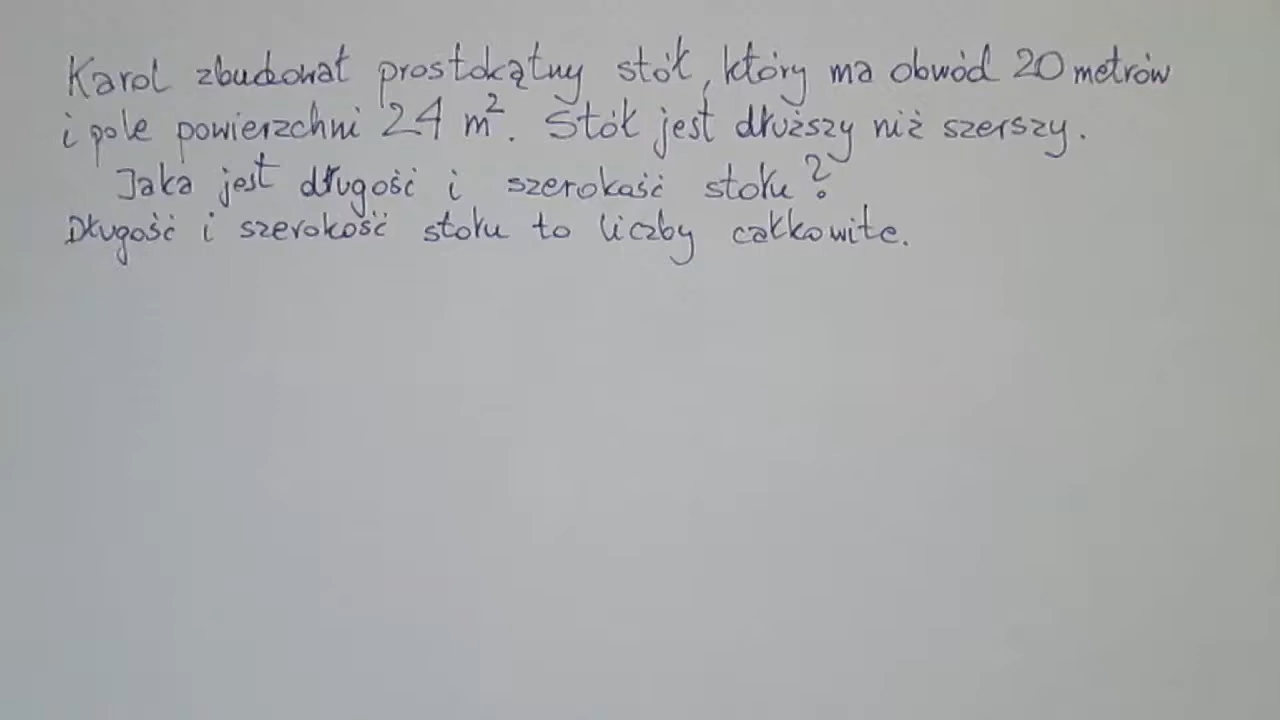 Karol zbudował prostokątny stół, który ma obwód 20 metrów
i pole powierzchni 24 m². Stół jest dłuższy niż szerszy.
Jaka jest długość i szerokość stołu?
Długość i szerokość stołu to liczby całkowite.